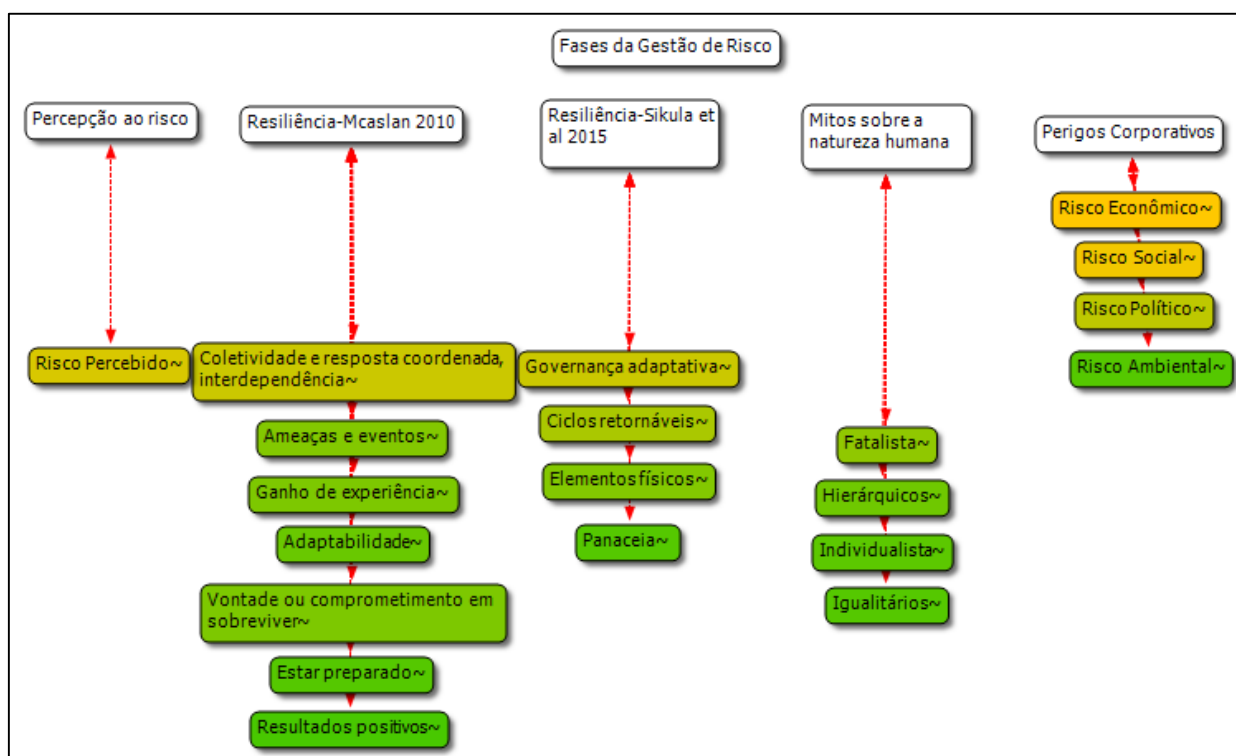 Fases da Gestão de Risco
Percepção ao risco
Resiliência-Mcaslan 2010
Resiliência-Sikula et
al 2015
Mitos sobre a
natureza humana
Perigos Corporativos
Risco Econômico~
Risco Social~
Risco Político~
Risco Ambiental~
Risco Percebido~
Coletividade e resposta coordenada,
interdependência~
Ameaças e eventos~
Ganho de experiência~
Adaptabilidade~
Vontade ou comprometimento em
sobreviver~
Estar preparado~
Resultados positivos~
Governança adaptativa~
Ciclos retornáveis~
Elementos físicos~
Panaceia~
Fatalista~
Hierárquicos~
Individualista~
Igualitários~